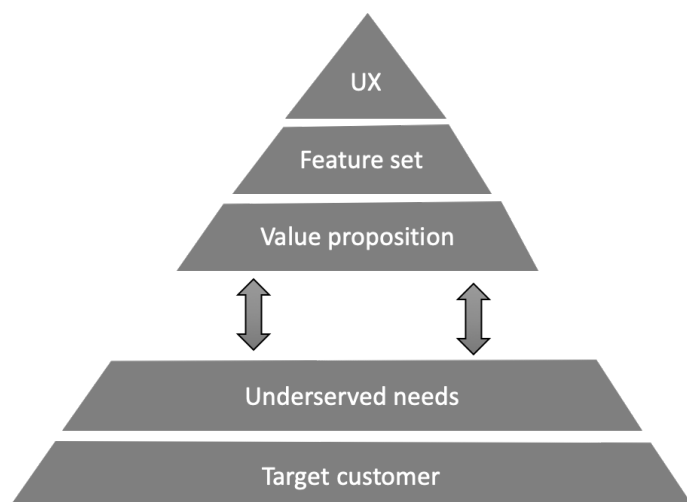 UX
Feature set
Value proposition
Underserved needs
Target customer